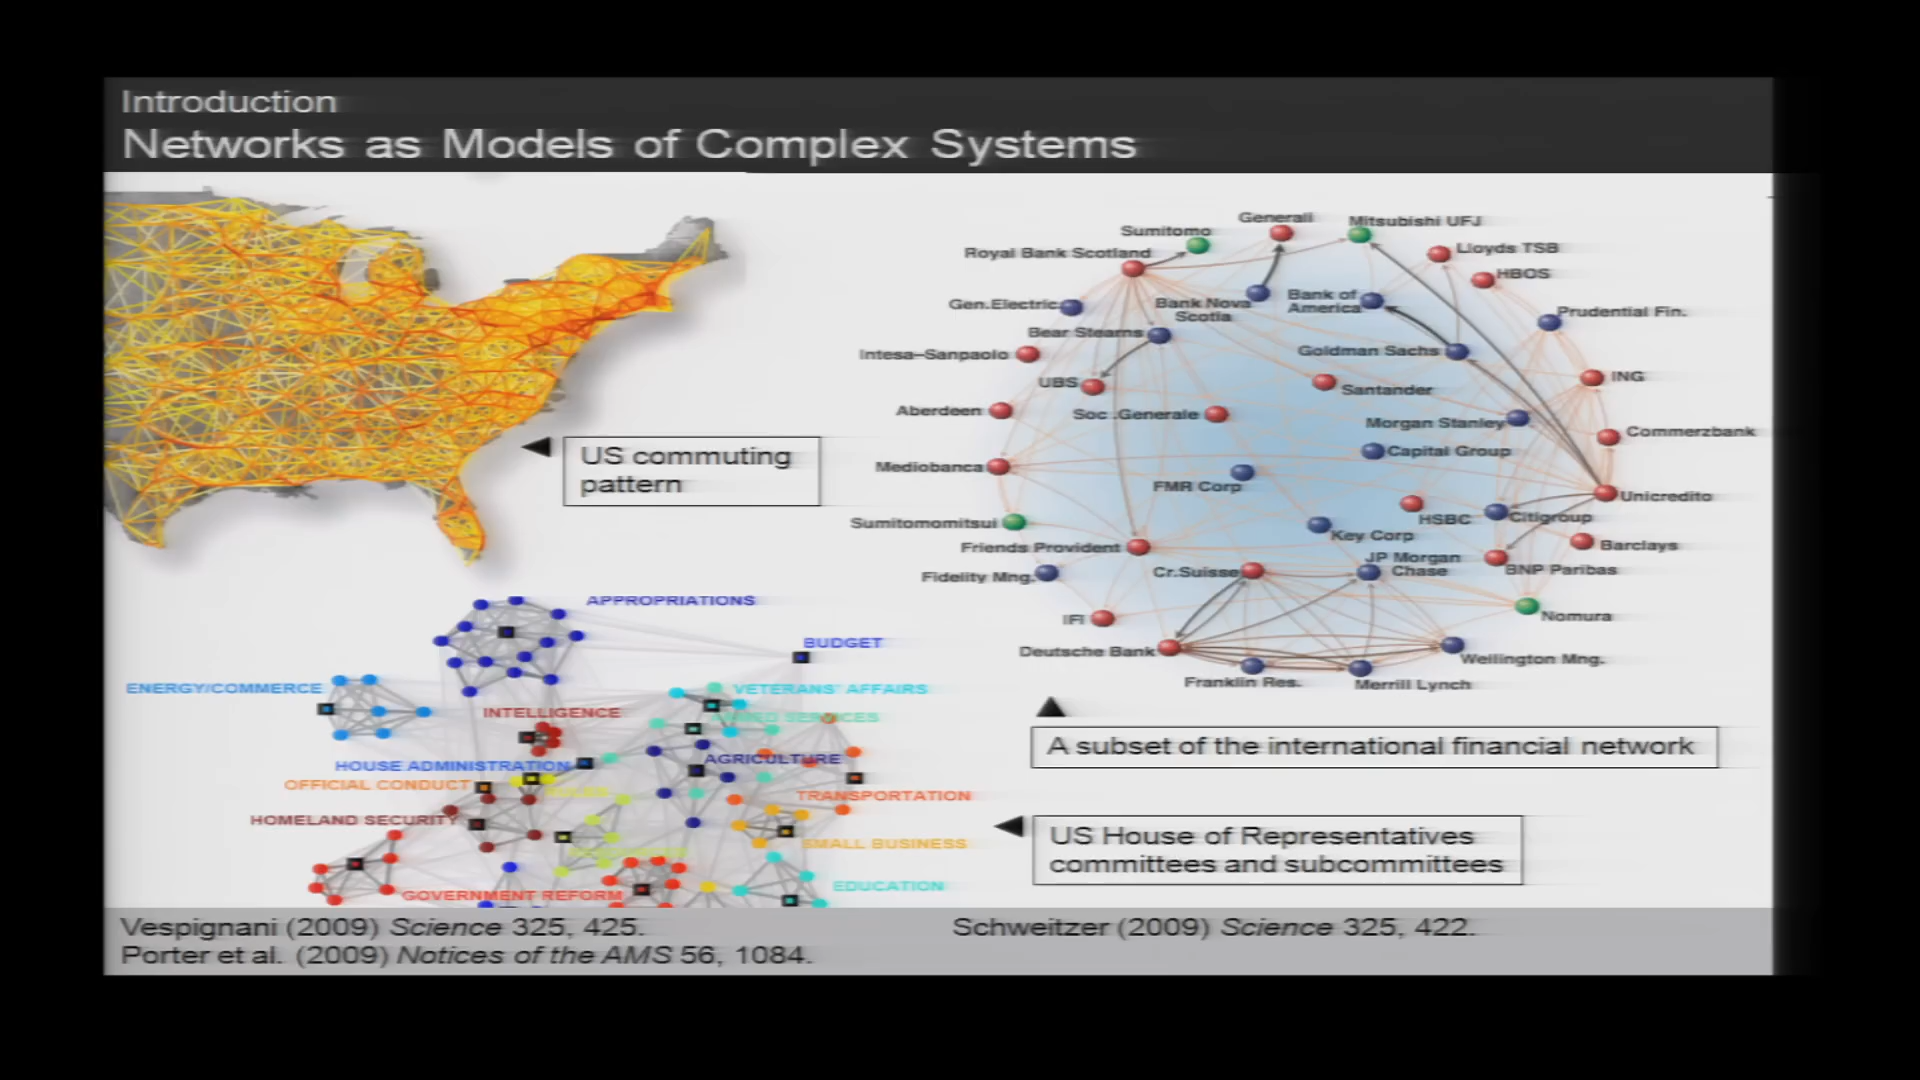 Introduction
Networks as Models of Complex Systems
US commuting
pattern
Generali
Mitsubishi UFJ
Sumitomo
Lloyds TSB
Royal Bank Scotland
HBOS
Gen.Electric
Bank Nova
Scotia
Bank of
America
Prudential Fin.
Bear Stearns
Intesa–Sanpaolo
Goldman Sachs
UBS
Santander
ING
Aberdeen
Soc.Generale
Morgan Stanley
Commerzbank
Capital Group
Mediobanca
FMR Corp
Unicredito
Sumitomomitsui
HSBC
Citigroup
Key Corp
Friends Provident
Barclays
Fidelity Mng.
Cr.Suisse
JP Morgan
Chase
BNP Paribas
IFI
Nomura
Deutsche Bank
Wellington Mng.
Franklin Res.
Merrill Lynch
A subset of the international financial network
APPROPRIATIONS
BUDGET
ENERGY/COMMERCE
VETERANS' AFFAIRS
INTELLIGENCE
ARMED SERVICES
HOUSE ADMINISTRATION
AGRICULTURE
OFFICIAL CONDUCT
RULES
TRANSPORTATION
HOMELAND SECURITY
SMALL BUSINESS
GOVERNMENT REFORM
EDUCATION
US House of Representatives
committees and subcommittees
Vespignani (2009) Science 325, 425.
Schweitzer (2009) Science 325, 422.
Porter et al. (2009) Notices of the AMS 56, 1084.